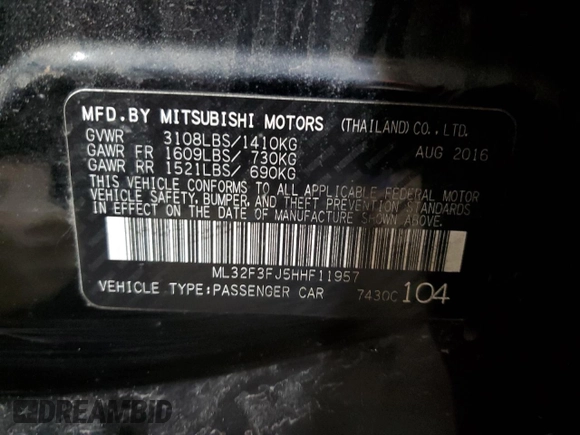 MFD.BY MITSUBISHI MOTORS (THAILAND)CO.,LTD.
GVWR 3108LBS/1410KG AUG 2016
GAWR FR 1609LBS/ 730KG
GAWR RR 1521LBS/ 690KG
THIS VEHICLE CONFORMS TO ALL APPLICABLE FEDERAL MOTOR
VEHICLE SAFETY, BUMPER, AND THEFT PREVENTION STANDARDS
IN EFFECT ON THE DATE OF MANUFACTURE SHOWN ABOVE.
ML32F3FJ5HHF11957
VEHICLE TYPE:PASSENGER CAR 7430C 104
DREAMBID